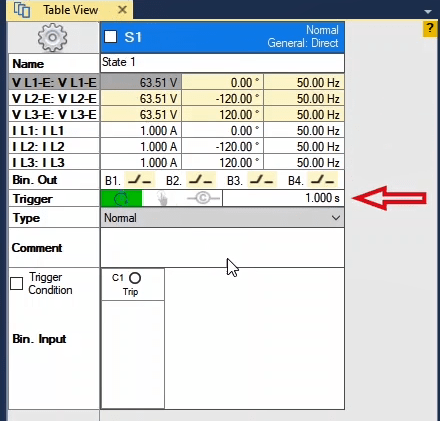 Table View
?
S1
Normal
General: Direct
Name State 1
V L1-E: V L1-E 63.51 V 0.00 ° 50.00 Hz
V L2-E: V L2-E 63.51 V -120.00 ° 50.00 Hz
V L3-E: V L3-E 63.51 V 120.00 ° 50.00 Hz
I L1: I L1 1.000 A 0.00 ° 50.00 Hz
I L2: I L2 1.000 A -120.00 ° 50.00 Hz
I L3: I L3 1.000 A 120.00 ° 50.00 Hz
Bin. Out B1. B2. B3. B4.
Trigger C 1.000 s
Type Normal
Comment
Trigger
Condition
C1
Trip
Bin. Input